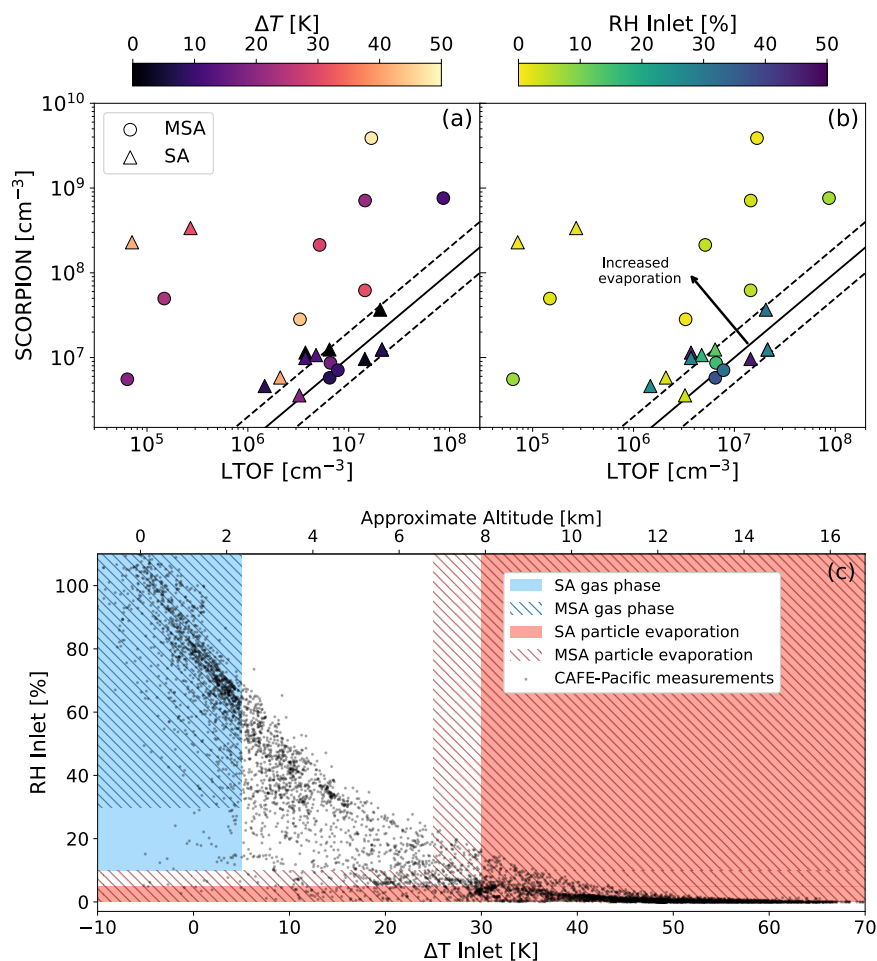 ΔT [K]
0 10 20 30 40 50
RH Inlet [%]
0 10 20 30 40 50
(a)
MSA
SA
10^10
10^9
10^8
10^7
SCORPION [cm⁻³]
10^5 10^6 10^7 10^8
LTOF [cm⁻³]
(b)
Increased
evaporation
10^5 10^6 10^7 10^8
LTOF [cm⁻³]
Approximate Altitude [km]
0 2 4 6 8 10 12 14 16
(c)
SA gas phase
MSA gas phase
SA particle evaporation
MSA particle evaporation
CAFE-Pacific measurements
100
80
60
40
20
0
RH Inlet [%]
−10 0 10 20 30 40 50 60 70
ΔT Inlet [K]